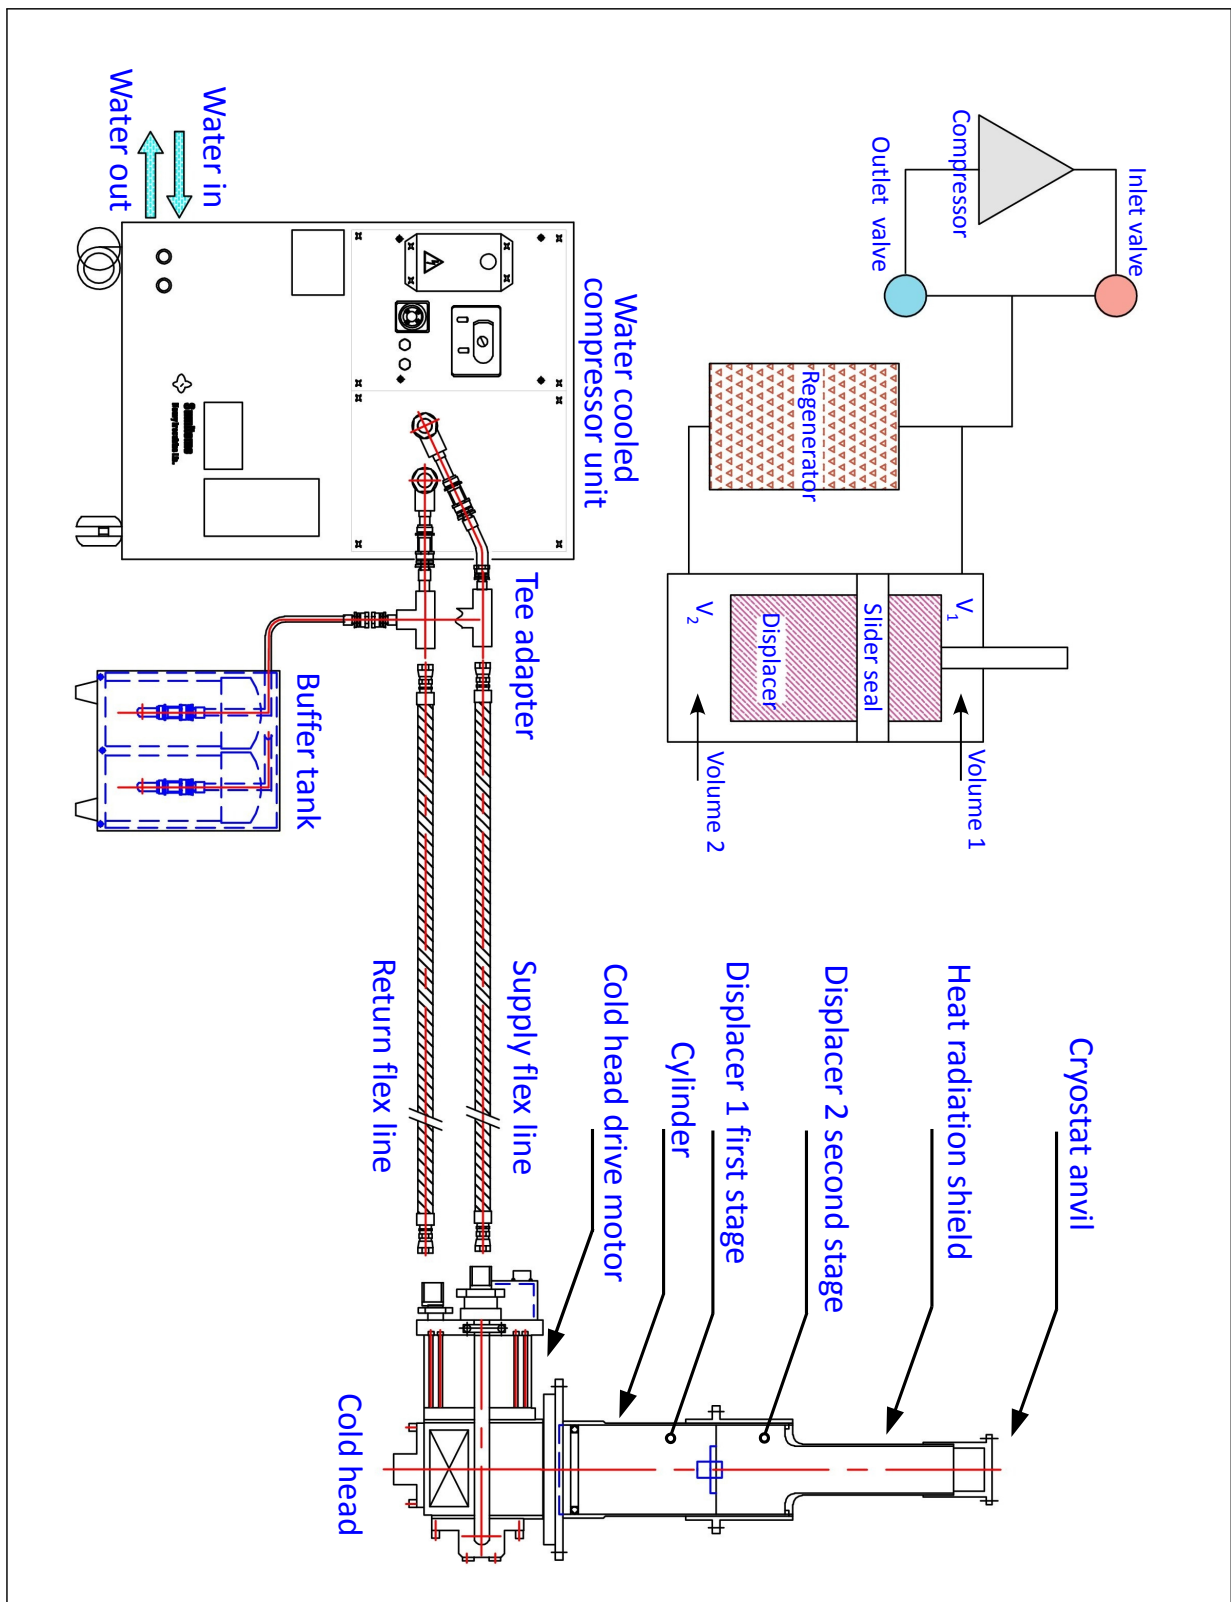 Inlet valve
Compressor
Outlet valve
Regenerator
V1
Slider seal
Displacer
V2
Volume 1
Volume 2
Water in
Water out
Water cooled
compressor unit
Tee adapter
Buffer tank
Supply flex line
Return flex line
Cryostat anvil
Heat radiation shield
Displacer 2 second stage
Displacer 1 first stage
Cylinder
Cold head drive motor
Cold head